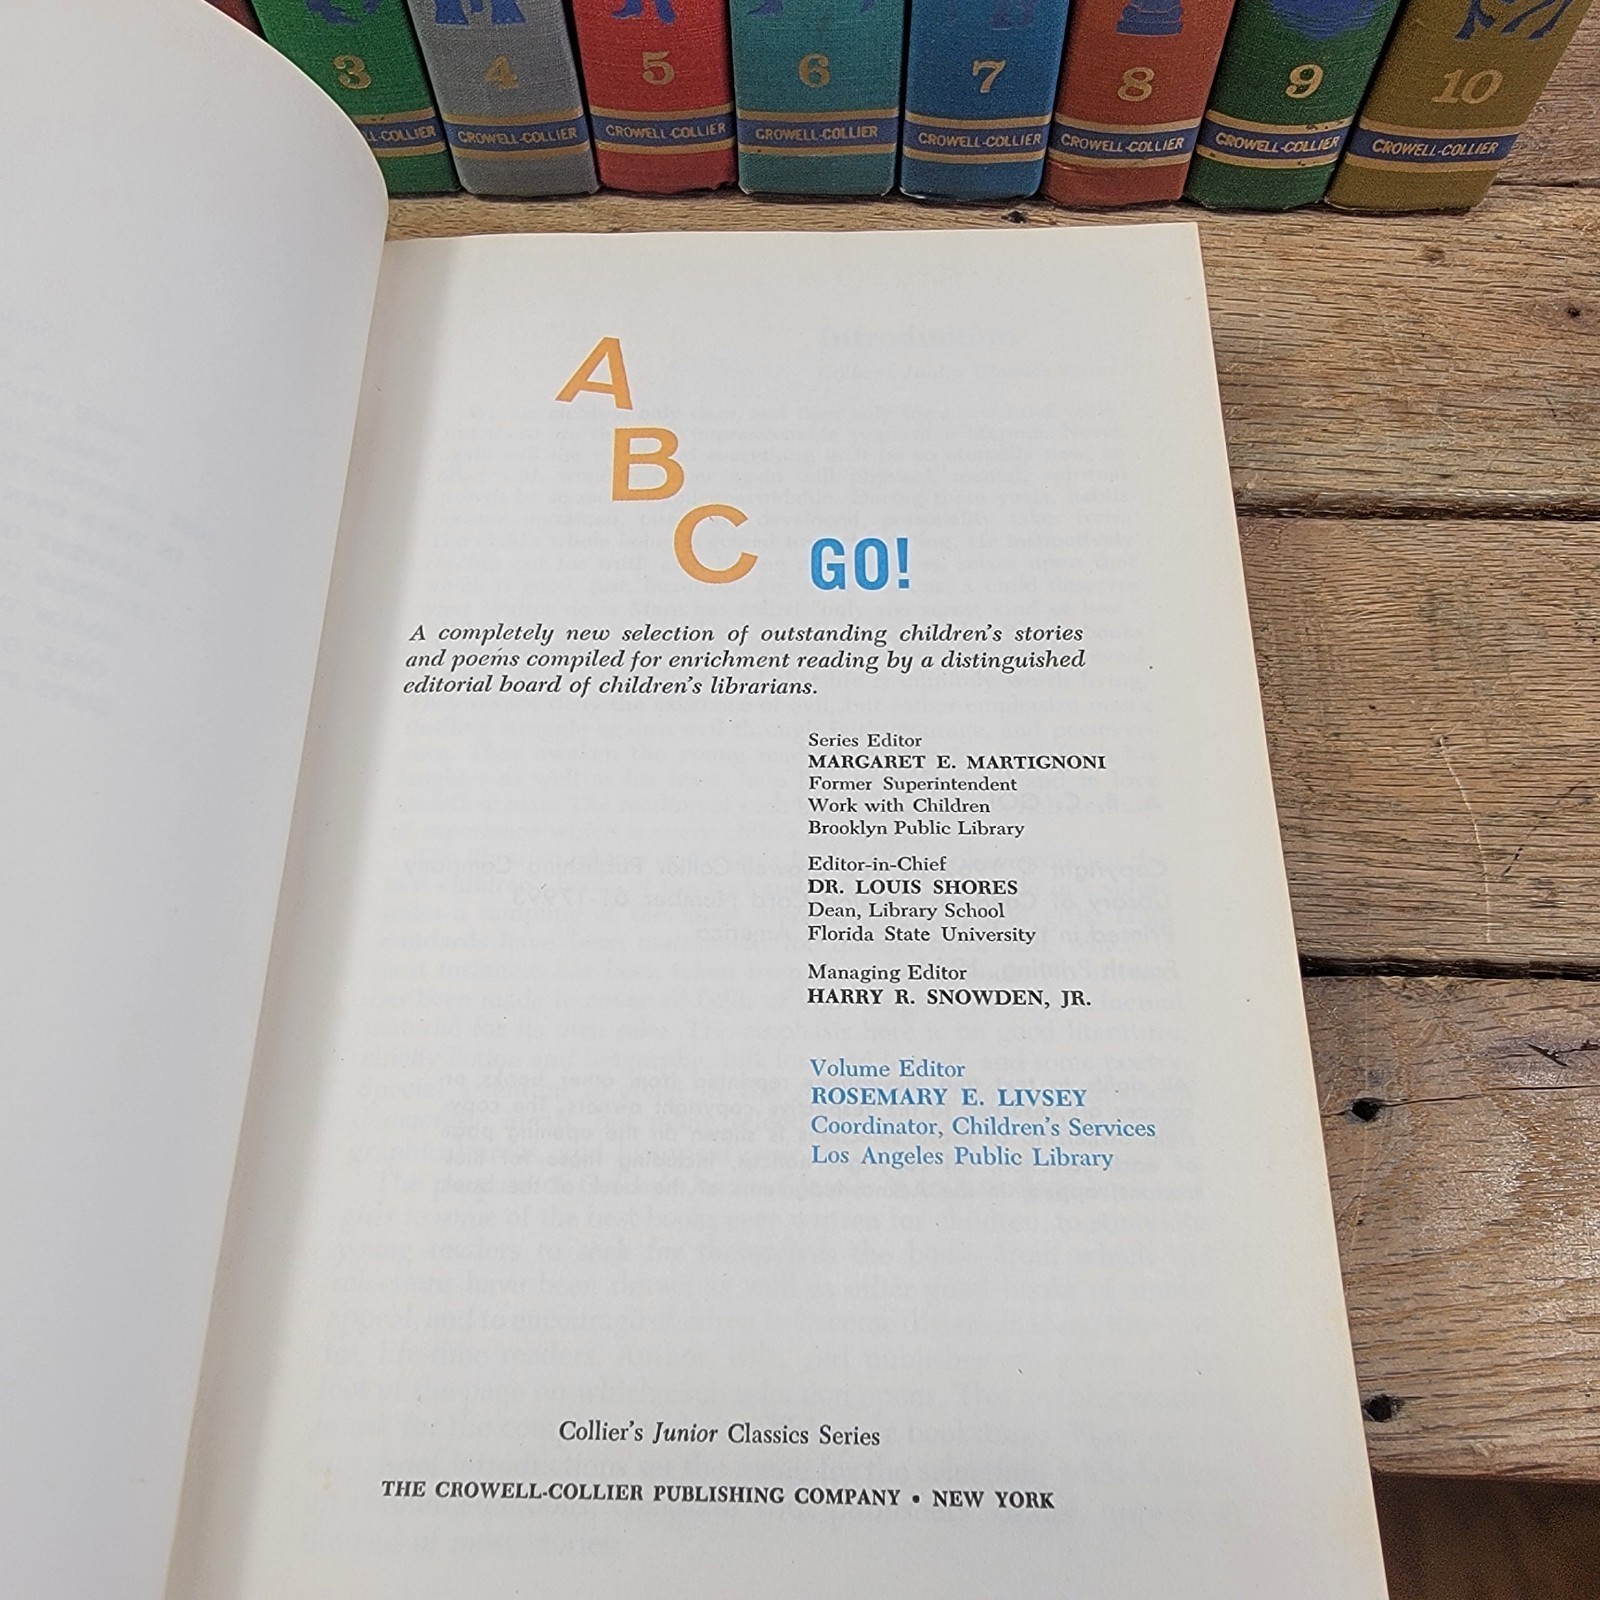 3
4
5
6
7
8
9
10
LL-COLLIER
CROWELL-COLLIER
CROWELL-COLLIER
CROWELL-COLLIER
CROWELL-COLLIER
CROWELL-COLLIER
CROWELL-COLLIER
CROWELL-COLLIER
A
B
C GO!
A completely new selection of outstanding children's stories
and poems compiled for enrichment reading by a distinguished
editorial board of children's librarians.
Series Editor
MARGARET E. MARTIGNONI
Former Superintendent
Work with Children
Brooklyn Public Library
Editor-in-Chief
DR. LOUIS SHORES
Dean, Library School
Florida State University
Managing Editor
HARRY R. SNOWDEN, JR.
Volume Editor
ROSEMARY E. LIVSEY
Coordinator, Children's Services
Los Angeles Public Library
Collier's Junior Classics Series
THE CROWELL-COLLIER PUBLISHING COMPANY • NEW YORK